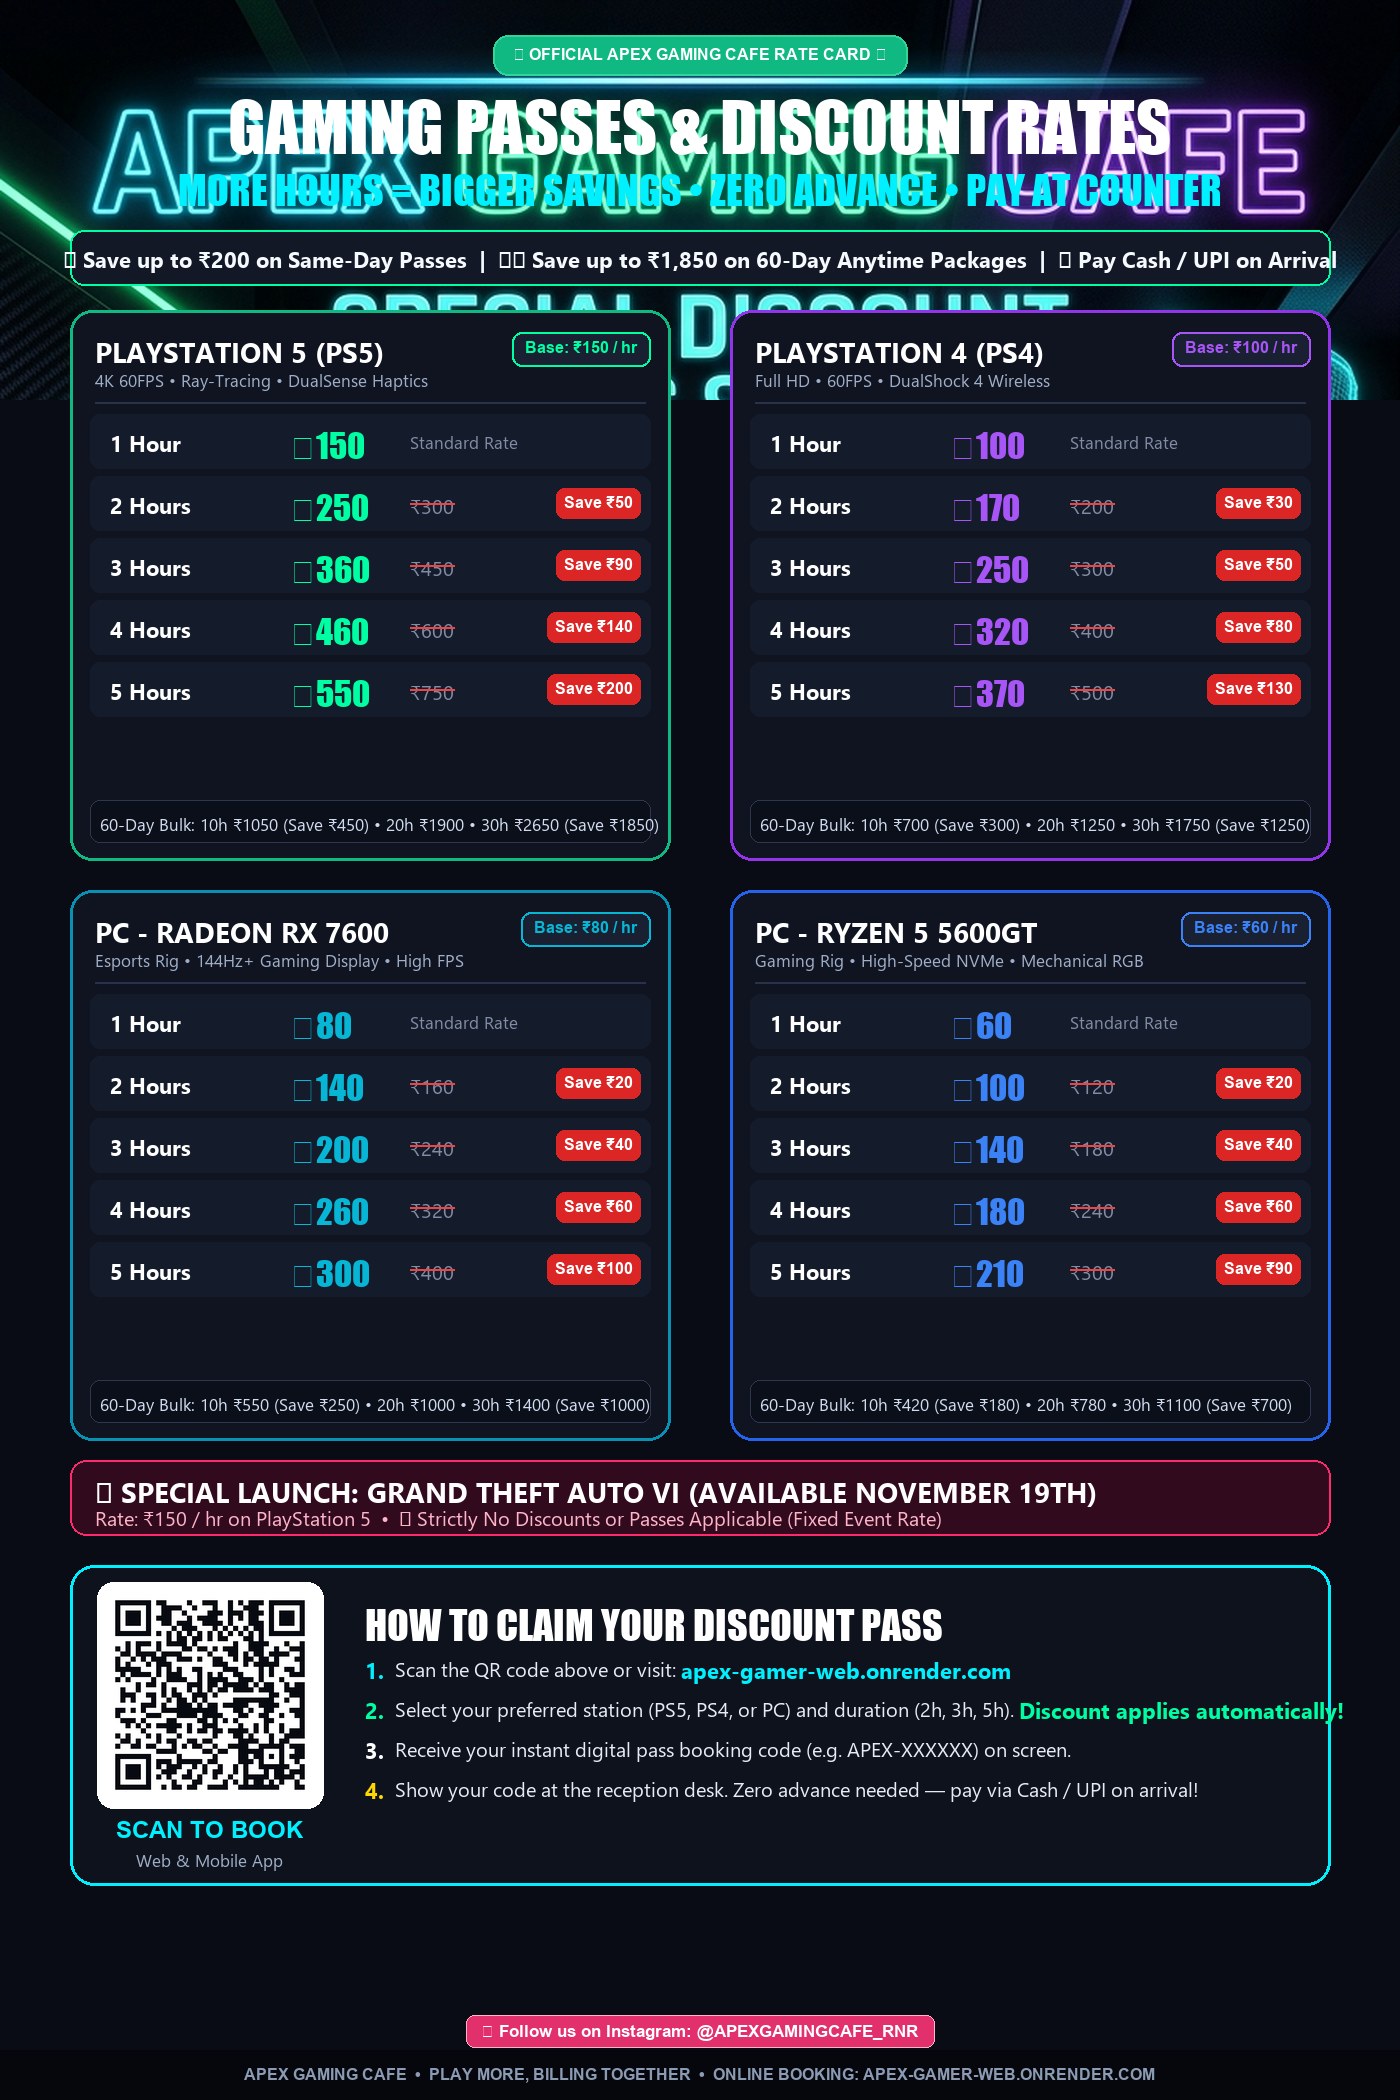 OFFICIAL APEX GAMING CAFE RATE CARD
APEX GAMING CAFE
GAMING PASSES & DISCOUNT RATES
MORE HOURS = BIGGER SAVINGS • ZERO ADVANCE • PAY AT COUNTER
Save up to ₹200 on Same-Day Passes | Save up to ₹1,850 on 60-Day Anytime Packages | Pay Cash / UPI on Arrival
SPECIAL DISCOUNT
PLAYSTATION 5 (PS5)
Base: ₹150 / hr
4K 60FPS • Ray-Tracing • DualSense Haptics
1 Hour 150 Standard Rate
2 Hours 250 ₹300 Save ₹50
3 Hours 360 ₹450 Save ₹90
4 Hours 460 ₹600 Save ₹140
5 Hours 550 ₹750 Save ₹200
60-Day Bulk: 10h ₹1050 (Save ₹450) • 20h ₹1900 • 30h ₹2650 (Save ₹1850)
PLAYSTATION 4 (PS4)
Base: ₹100 / hr
Full HD • 60FPS • DualShock 4 Wireless
1 Hour 100 Standard Rate
2 Hours 170 ₹200 Save ₹30
3 Hours 250 ₹300 Save ₹50
4 Hours 320 ₹400 Save ₹80
5 Hours 370 ₹500 Save ₹130
60-Day Bulk: 10h ₹700 (Save ₹300) • 20h ₹1250 • 30h ₹1750 (Save ₹1250)
PC - RADEON RX 7600
Base: ₹80 / hr
Esports Rig • 144Hz+ Gaming Display • High FPS
1 Hour 80 Standard Rate
2 Hours 140 ₹160 Save ₹20
3 Hours 200 ₹240 Save ₹40
4 Hours 260 ₹320 Save ₹60
5 Hours 300 ₹400 Save ₹100
60-Day Bulk: 10h ₹550 (Save ₹250) • 20h ₹1000 • 30h ₹1400 (Save ₹1000)
PC - RYZEN 5 5600GT
Base: ₹60 / hr
Gaming Rig • High-Speed NVMe • Mechanical RGB
1 Hour 60 Standard Rate
2 Hours 100 ₹120 Save ₹20
3 Hours 140 ₹180 Save ₹40
4 Hours 180 ₹240 Save ₹60
5 Hours 210 ₹300 Save ₹90
60-Day Bulk: 10h ₹420 (Save ₹180) • 20h ₹780 • 30h ₹1100 (Save ₹700)
SPECIAL LAUNCH: GRAND THEFT AUTO VI (AVAILABLE NOVEMBER 19TH)
Rate: ₹150 / hr on PlayStation 5 • Strictly No Discounts or Passes Applicable (Fixed Event Rate)
SCAN TO BOOK
Web & Mobile App
HOW TO CLAIM YOUR DISCOUNT PASS
1. Scan the QR code above or visit: apex-gamer-web.onrender.com
2. Select your preferred station (PS5, PS4, or PC) and duration (2h, 3h, 5h). Discount applies automatically!
3. Receive your instant digital pass booking code (e.g. APEX-XXXXXX) on screen.
4. Show your code at the reception desk. Zero advance needed — pay via Cash / UPI on arrival!
Follow us on Instagram: @APEXGAMINGCAFE_RNR
APEX GAMING CAFE • PLAY MORE, BILLING TOGETHER • ONLINE BOOKING: APEX-GAMER-WEB.ONRENDER.COM